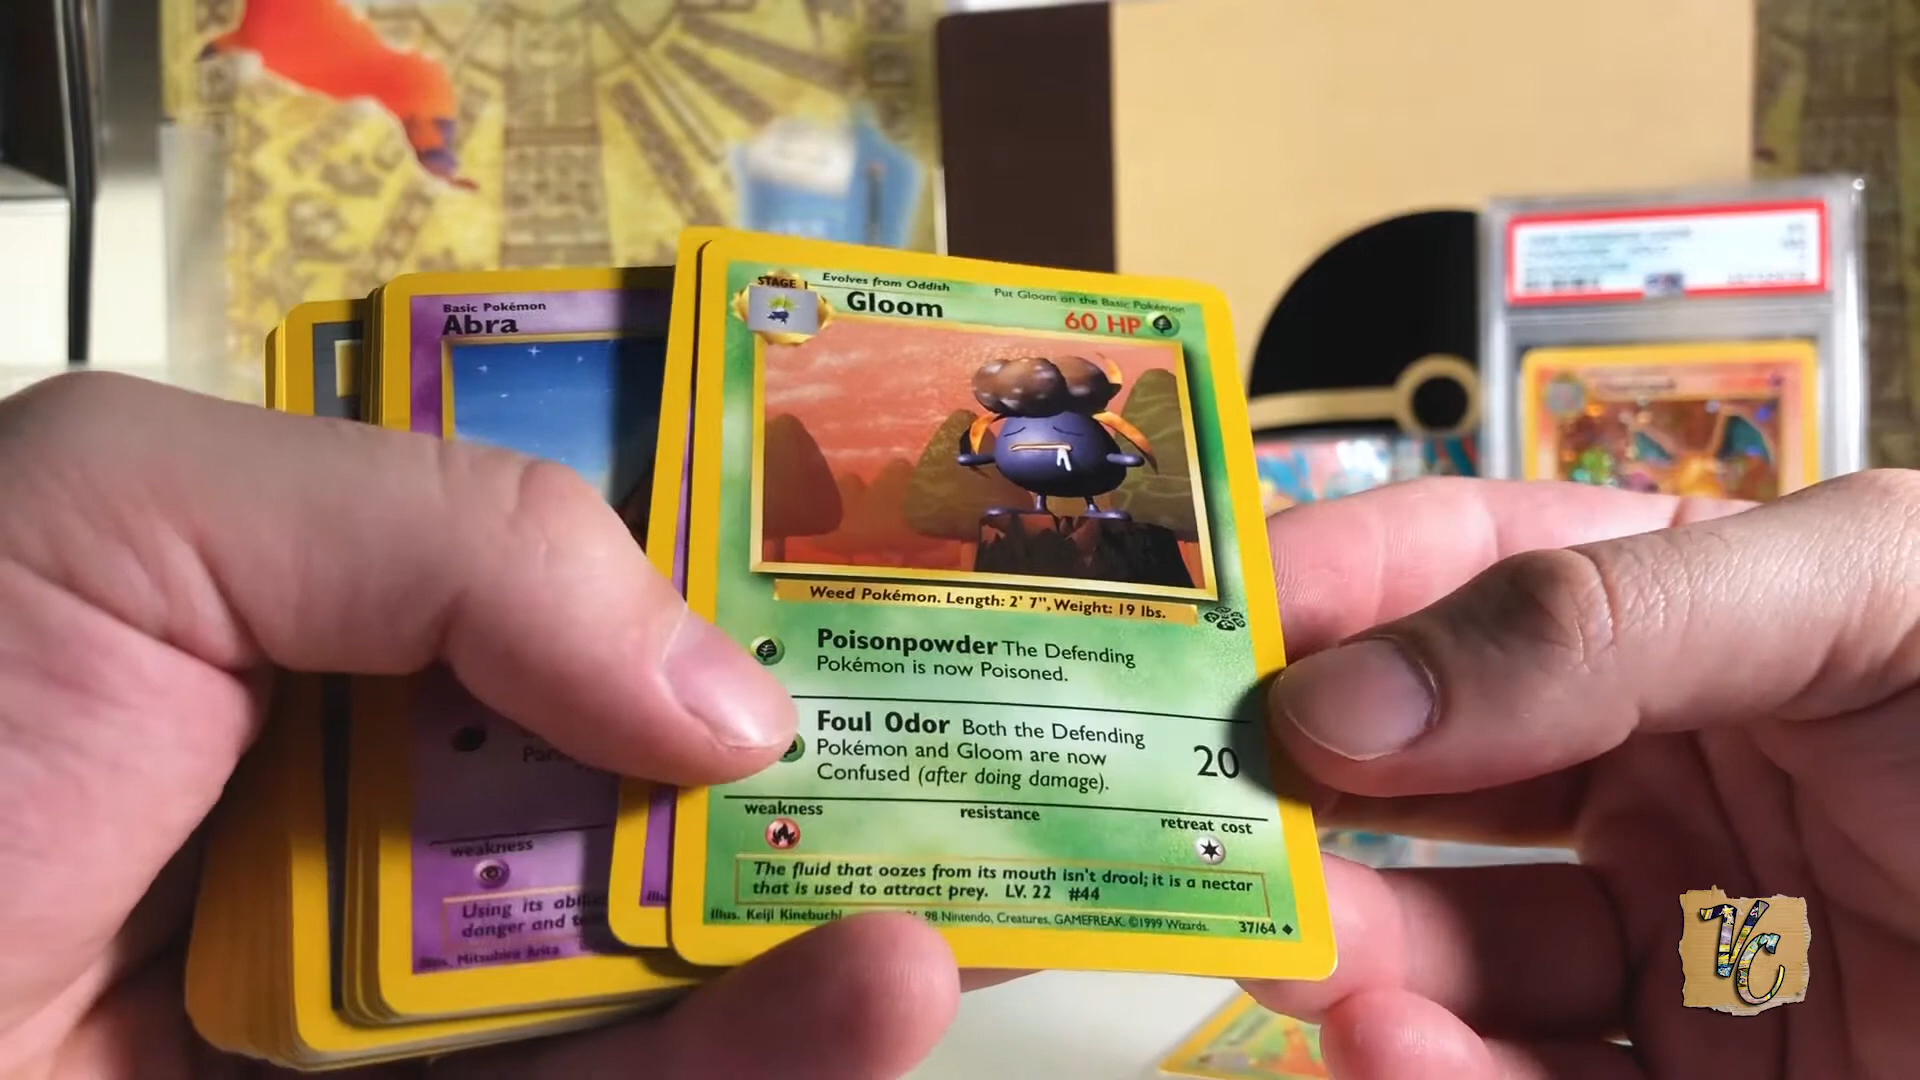 Basic Pokémon
Abra
weakness
Using its
danger and
Illus. Mitsuhiro Arita
STAGE 1
Evolves from Oddish
Gloom
Put Gloom on the Basic Pokémon
60 HP
Weed Pokémon. Length: 2' 7", Weight: 19 lbs.
Poisonpowder The Defending
Pokémon is now Poisoned.
Foul Odor Both the Defending
Pokémon and Gloom are now
Confused (after doing damage).
20
weakness
resistance
retreat cost
The fluid that oozes from its mouth isn't drool; it is a nectar
that is used to attract prey. LV. 22 #44
Illus. Keiji Kinebuchi
98 Nintendo, Creatures, GAMEFREAK. ©1999 Wizards.
37/64
VC